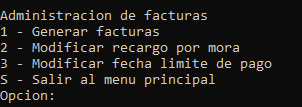 Administracion de facturas
1 - Generar facturas
2 - Modificar recargo por mora
3 - Modificar fecha limite de pago
S - Salir al menu principal
Opcion: